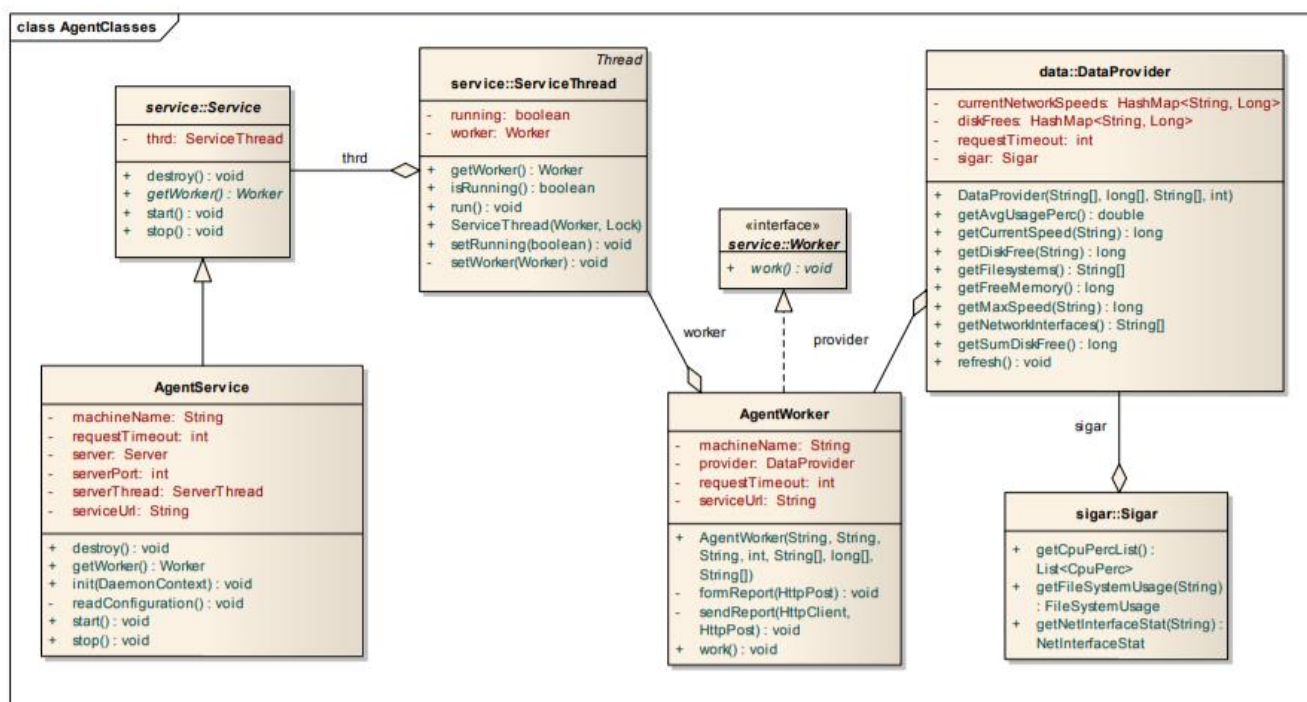 class AgentClasses
service::Service
- thrd: ServiceThread
+ destroy() : void
+ getWorker() : Worker
+ start() : void
+ stop() : void
thrd
Thread
service::ServiceThread
- running: boolean
- worker: Worker
+ getWorker() : Worker
+ isRunning() : boolean
+ run() : void
+ ServiceThread(Worker, Lock)
+ setRunning(boolean) : void
- setWorker(Worker) : void
«interface»
service::Worker
+ work() : void
data::DataProvider
- currentNetworkSpeeds: HashMap<String, Long>
- diskFrees: HashMap<String, Long>
- requestTimeout: int
- sigar: Sigar
+ DataProvider(String[], long[], String[], int)
+ getAvgUsagePerc() : double
+ getCurrentSpeed(String) : long
+ getDiskFree(String) : long
+ getFilesystems() : String[]
+ getFreeMemory() : long
+ getMaxSpeed(String) : long
+ getNetworkInterfaces() : String[]
+ getSumDiskFree() : long
+ refresh() : void
worker
provider
sigar
AgentService
- machineName: String
- requestTimeout: int
- server: Server
- serverPort: int
- serverThread: ServerThread
- serviceUrl: String
+ destroy() : void
+ getWorker() : Worker
+ init(DaemonContext) : void
- readConfiguration() : void
+ start() : void
+ stop() : void
AgentWorker
- machineName: String
- provider: DataProvider
- requestTimeout: int
- serviceUrl: String
+ AgentWorker(String, String,
String, int, String[], long[],
String[])
- formReport(HttpPost) : void
- sendReport(HttpClient,
HttpPost) : void
+ work() : void
sigar::Sigar
+ getCpuPercList() :
List<CpuPerc>
+ getFileSystemUsage(String)
: FileSystemUsage
+ getNetInterfaceStat(String) :
NetInterfaceStat